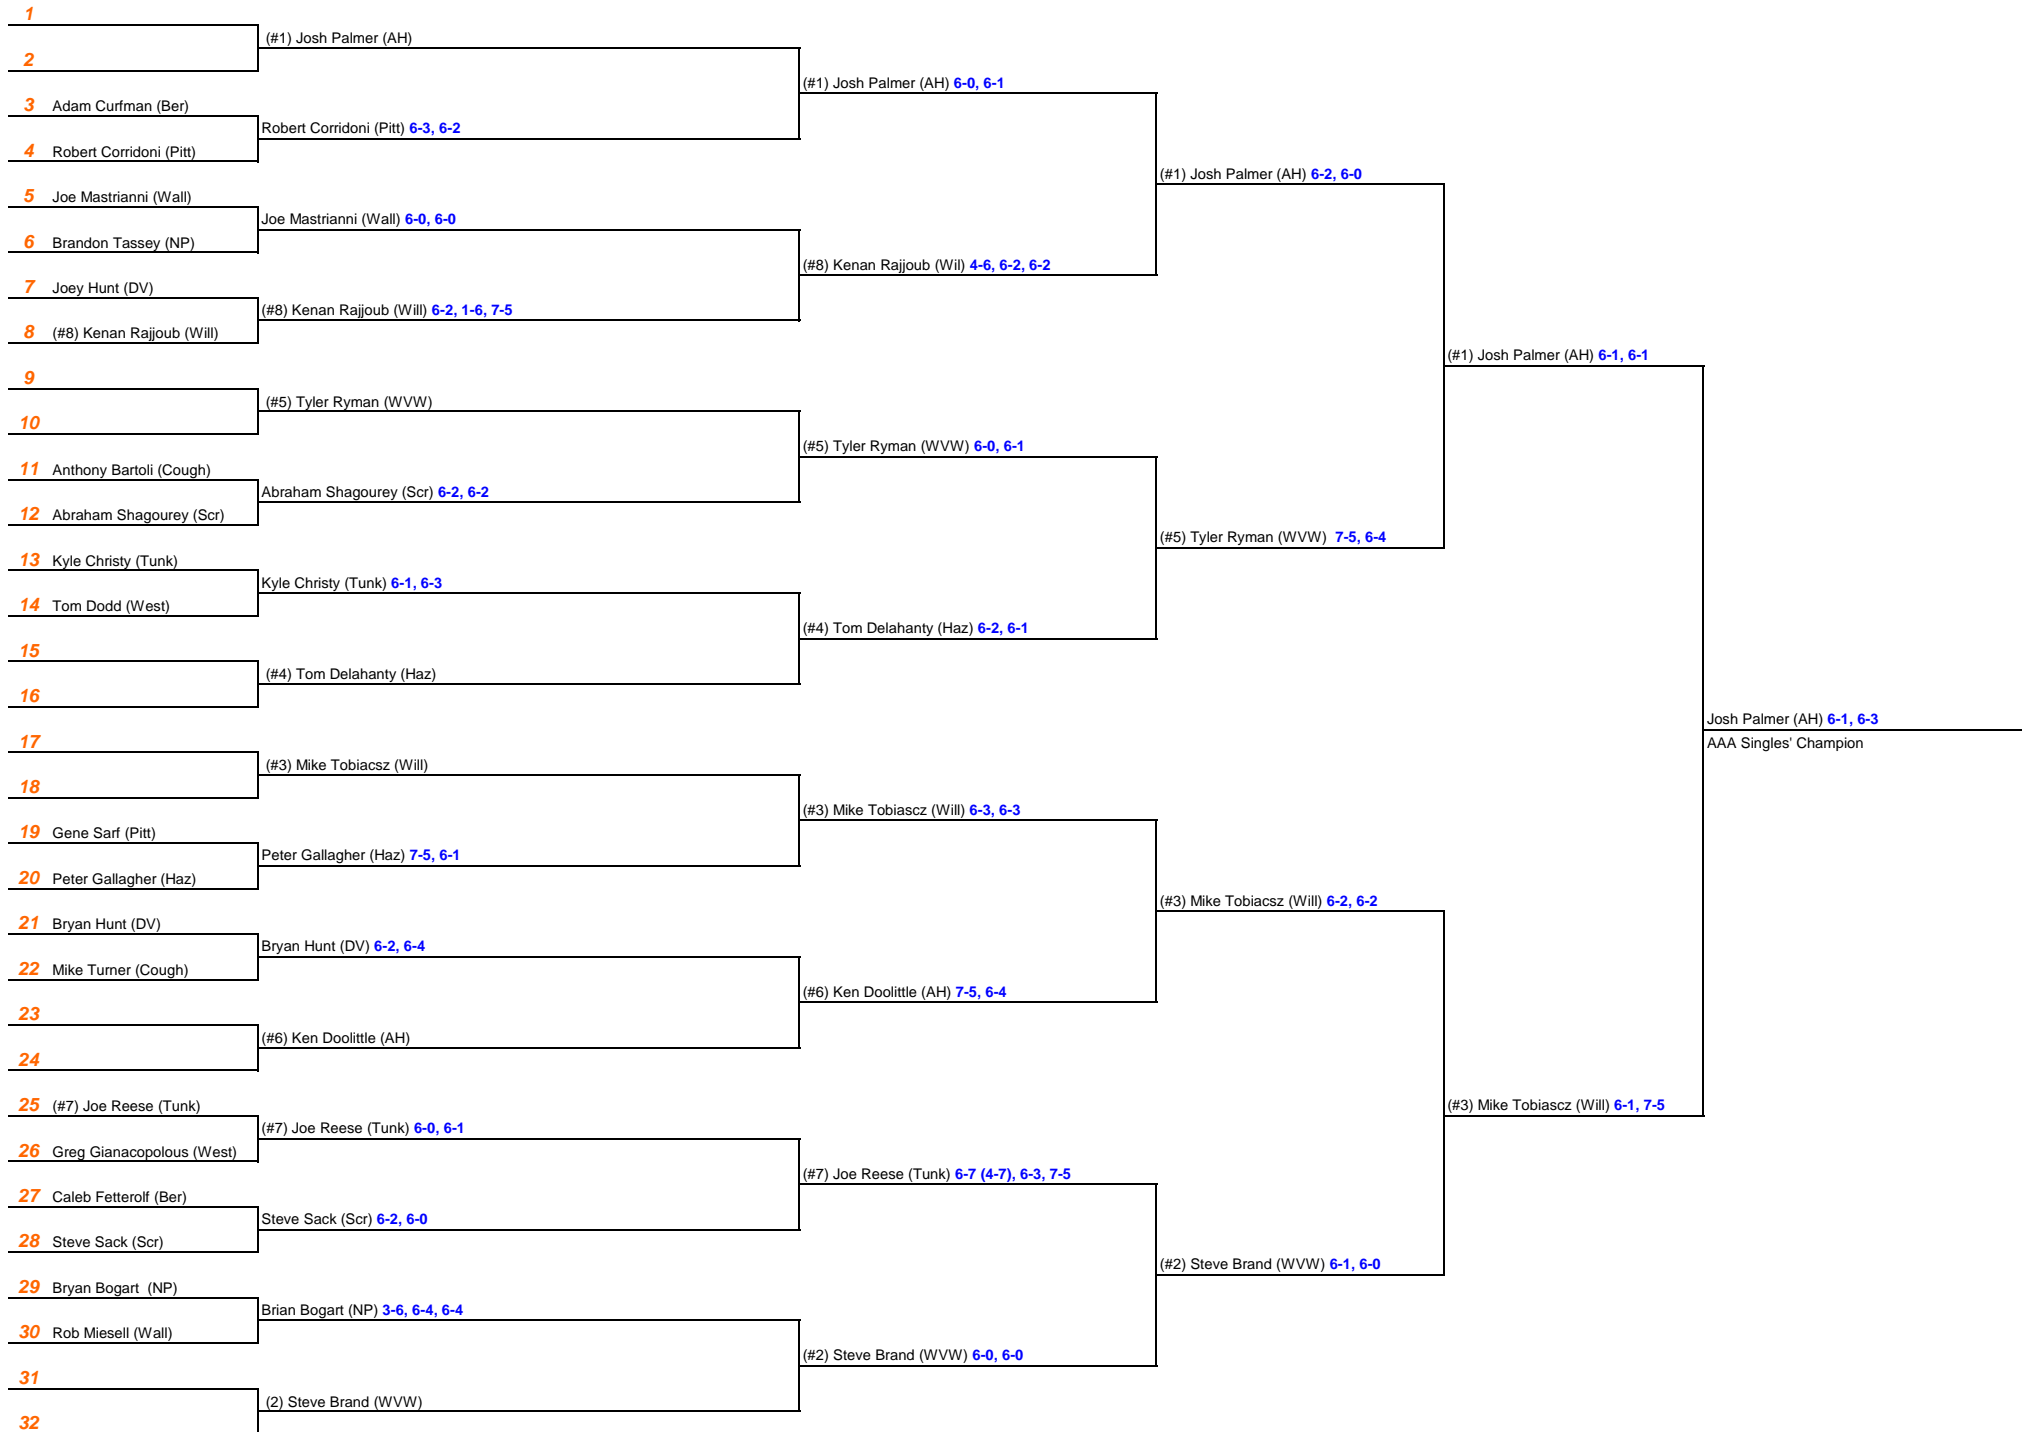 1
(#1) Josh Palmer (AH)
2
(#1) Josh Palmer (AH) 6-0, 6-1
3 Adam Curfman (Ber)
Robert Corridoni (Pitt) 6-3, 6-2
4 Robert Corridoni (Pitt)
(#1) Josh Palmer (AH) 6-2, 6-0
5 Joe Mastrianni (Wall)
Joe Mastrianni (Wall) 6-0, 6-0
6 Brandon Tassey (NP)
(#8) Kenan Rajjoub (Wil) 4-6, 6-2, 6-2
7 Joey Hunt (DV)
(#8) Kenan Rajjoub (Will) 6-2, 1-6, 7-5
8 (#8) Kenan Rajjoub (Will)
(#1) Josh Palmer (AH) 6-1, 6-1
9
(#5) Tyler Ryman (WVW)
10
(#5) Tyler Ryman (WVW) 6-0, 6-1
11 Anthony Bartoli (Cough)
Abraham Shagourey (Scr) 6-2, 6-2
12 Abraham Shagourey (Scr)
(#5) Tyler Ryman (WVW) 7-5, 6-4
13 Kyle Christy (Tunk)
Kyle Christy (Tunk) 6-1, 6-3
14 Tom Dodd (West)
(#4) Tom Delahanty (Haz) 6-2, 6-1
15
(#4) Tom Delahanty (Haz)
16
Josh Palmer (AH) 6-1, 6-3
17
AAA Singles' Champion
(#3) Mike Tobiacsz (Will)
18
(#3) Mike Tobiascz (Will) 6-3, 6-3
19 Gene Sarf (Pitt)
Peter Gallagher (Haz) 7-5, 6-1
20 Peter Gallagher (Haz)
(#3) Mike Tobiacsz (Will) 6-2, 6-2
21 Bryan Hunt (DV)
Bryan Hunt (DV) 6-2, 6-4
22 Mike Turner (Cough)
(#6) Ken Doolittle (AH) 7-5, 6-4
23
(#6) Ken Doolittle (AH)
24
25 (#7) Joe Reese (Tunk)
(#3) Mike Tobiascz (Will) 6-1, 7-5
(#7) Joe Reese (Tunk) 6-0, 6-1
26 Greg Gianacopolous (West)
(#7) Joe Reese (Tunk) 6-7 (4-7), 6-3, 7-5
27 Caleb Fetterolf (Ber)
Steve Sack (Scr) 6-2, 6-0
28 Steve Sack (Scr)
(#2) Steve Brand (WVW) 6-1, 6-0
29 Bryan Bogart (NP)
Brian Bogart (NP) 3-6, 6-4, 6-4
30 Rob Miesell (Wall)
(#2) Steve Brand (WVW) 6-0, 6-0
31
(2) Steve Brand (WVW)
32